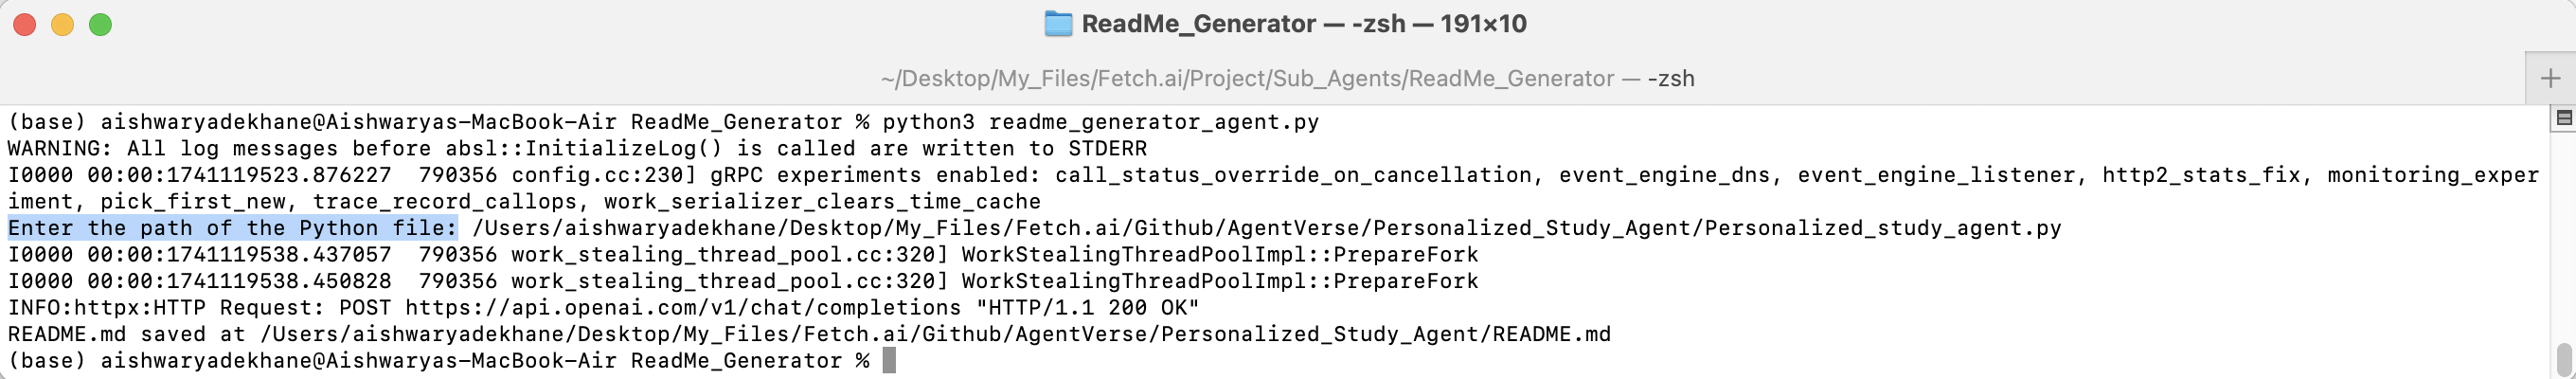 ReadMe_Generator — -zsh — 191×10
~/Desktop/My_Files/Fetch.ai/Project/Sub_Agents/ReadMe_Generator — -zsh
(base) aishwaryadekhane@Aishwaryas-MacBook-Air ReadMe_Generator % python3 readme_generator_agent.py
WARNING: All log messages before absl::InitializeLog() is called are written to STDERR
I0000 00:00:1741119523.876227  790356 config.cc:230] gRPC experiments enabled: call_status_override_on_cancellation, event_engine_dns, event_engine_listener, http2_stats_fix, monitoring_exper
iment, pick_first_new, trace_record_callops, work_serializer_clears_time_cache
Enter the path of the Python file: /Users/aishwaryadekhane/Desktop/My_Files/Fetch.ai/Github/AgentVerse/Personalized_Study_Agent/Personalized_study_agent.py
I0000 00:00:1741119538.437057  790356 work_stealing_thread_pool.cc:320] WorkStealingThreadPoolImpl::PrepareFork
I0000 00:00:1741119538.450828  790356 work_stealing_thread_pool.cc:320] WorkStealingThreadPoolImpl::PrepareFork
INFO:httpx:HTTP Request: POST https://api.openai.com/v1/chat/completions "HTTP/1.1 200 OK"
README.md saved at /Users/aishwaryadekhane/Desktop/My_Files/Fetch.ai/Github/AgentVerse/Personalized_Study_Agent/README.md
(base) aishwaryadekhane@Aishwaryas-MacBook-Air ReadMe_Generator %